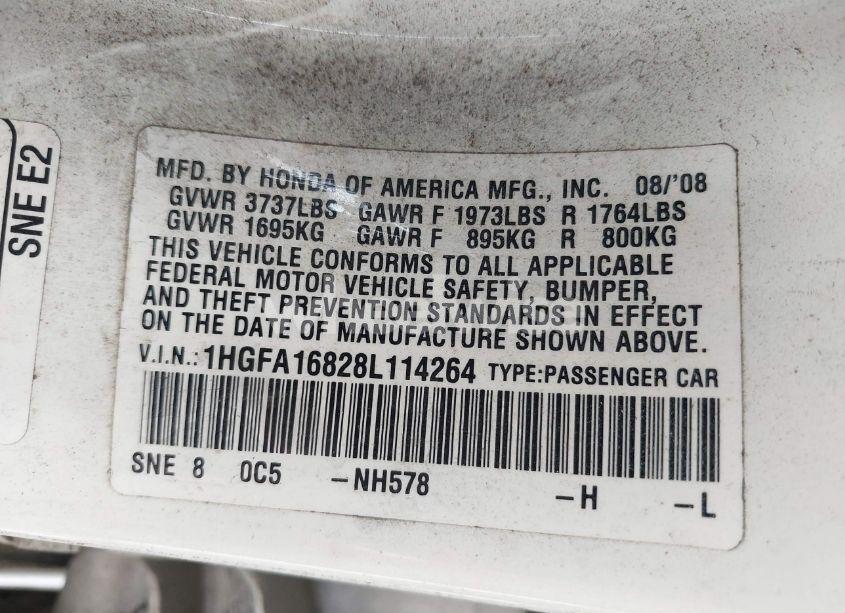 SNE E2
MFD. BY HONDA OF AMERICA MFG., INC. 08/'08
GVWR 3737LBS GAWR F 1973LBS R 1764LBS
GVWR 1695KG GAWR F 895KG R 800KG
THIS VEHICLE CONFORMS TO ALL APPLICABLE
FEDERAL MOTOR VEHICLE SAFETY, BUMPER,
AND THEFT PREVENTION STANDARDS IN EFFECT
ON THE DATE OF MANUFACTURE SHOWN ABOVE.
V.I.N.: 1HGFA16828L114264 TYPE:PASSENGER CAR
SNE 8 0C5 -NH578 -H -L